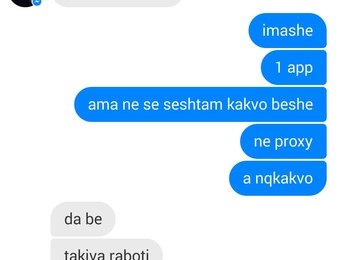 imashe
1 app
ama ne se seshtam kakvo beshe
ne proxy
a nqkakvo
da be
takiva raboti